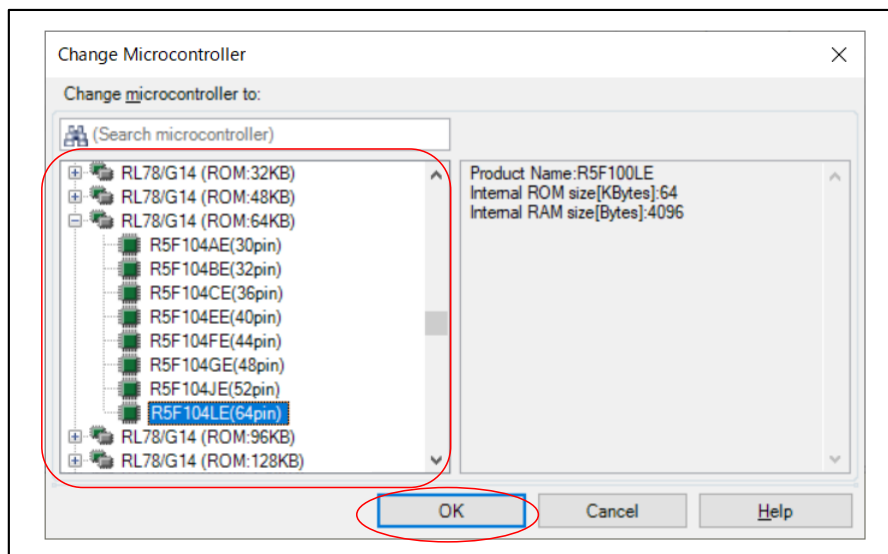 Change Microcontroller
Change microcontroller to:
(Search microcontroller)
RL78/G14 (ROM:32KB)
RL78/G14 (ROM:48KB)
RL78/G14 (ROM:64KB)
R5F104AE(30pin)
R5F104BE(32pin)
R5F104CE(36pin)
R5F104EE(40pin)
R5F104FE(44pin)
R5F104GE(48pin)
R5F104JE(52pin)
R5F104LE(64pin)
RL78/G14 (ROM:96KB)
RL78/G14 (ROM:128KB)
Product Name:R5F100LE
Internal ROM size[KBytes]:64
Internal RAM size[Bytes]:4096
OK
Cancel
Help